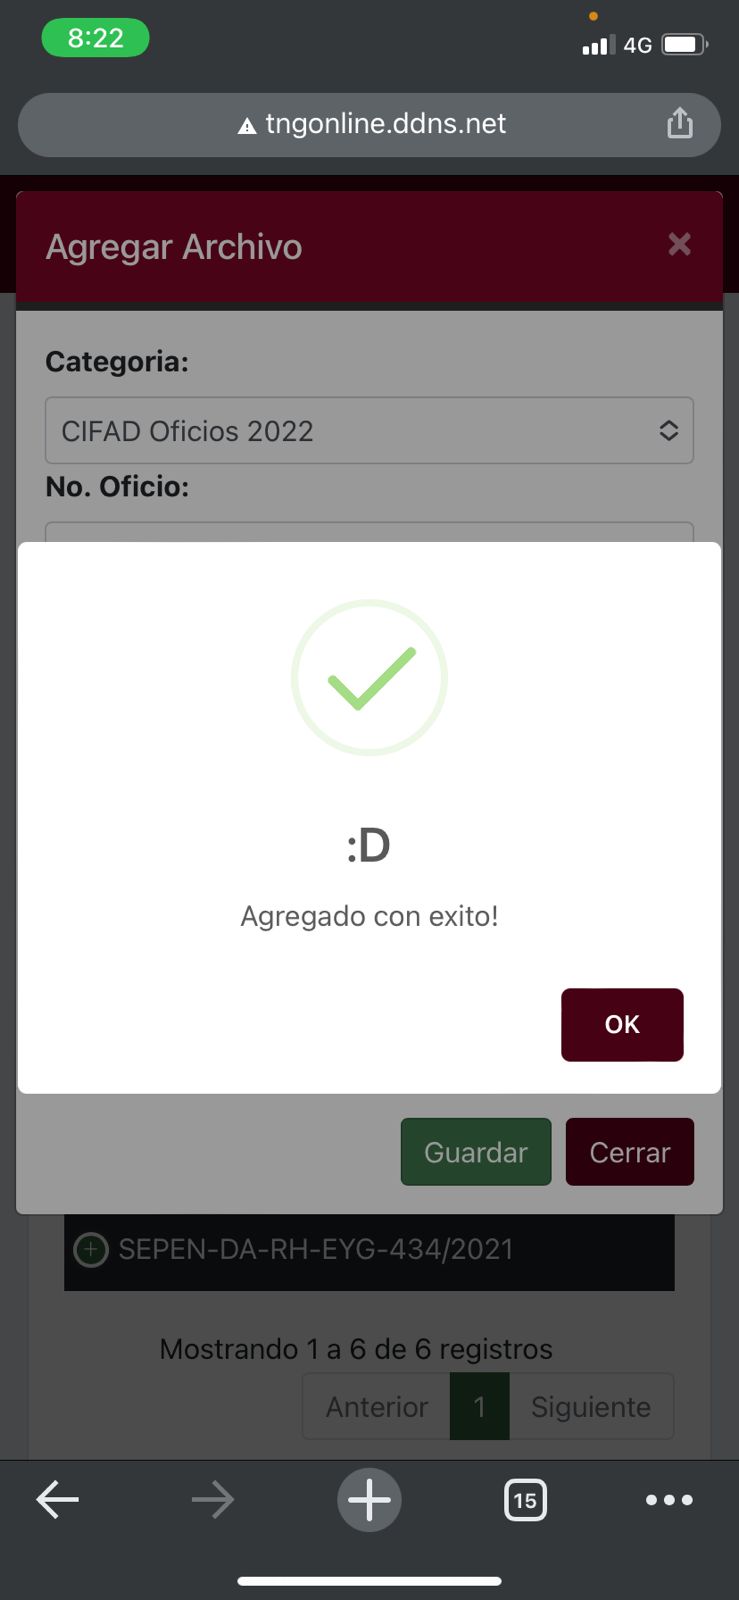 8:22
4G
tngonline.ddns.net
Agregar Archivo
Categoria:
CIFAD Oficios 2022
No. Oficio:
:D
Agregado con exito!
OK
Guardar
Cerrar
SEPEN-DA-RH-EYG-434/2021
Mostrando 1 a 6 de 6 registros
Anterior 1 Siguiente
15